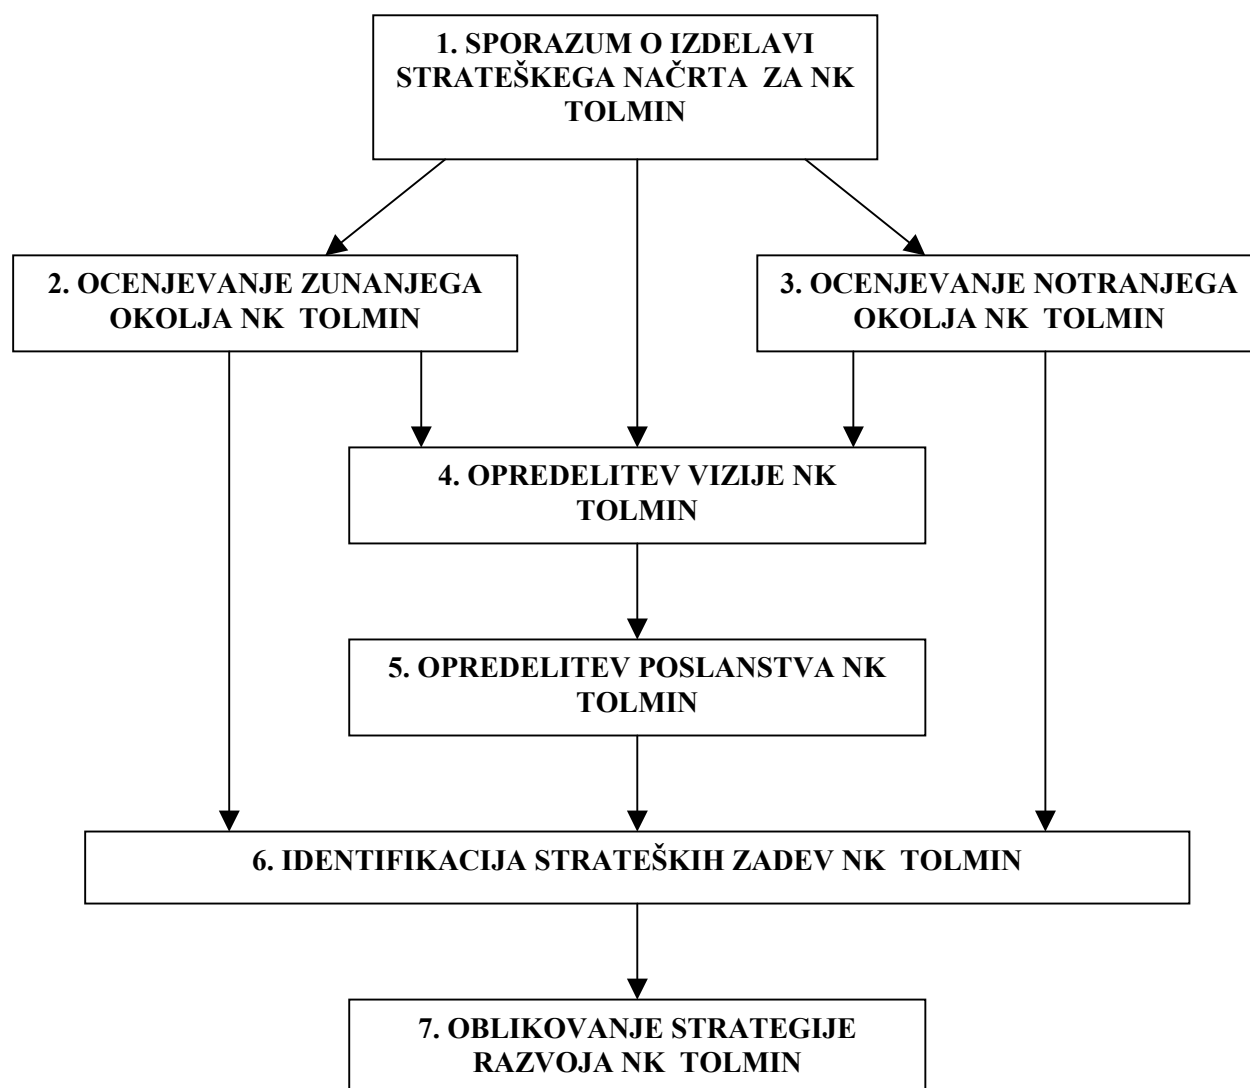 1. SPORAZUM O IZDELAVI
STRATEŠKEGA NAČRTA ZA NK
TOLMIN
2. OCENJEVANJE ZUNANJEGA
OKOLJA NK TOLMIN
3. OCENJEVANJE NOTRANJEGA
OKOLJA NK TOLMIN
4. OPREDELITEV VIZIJE NK
TOLMIN
5. OPREDELITEV POSLANSTVA NK
TOLMIN
6. IDENTIFIKACIJA STRATEŠKIH ZADEV NK TOLMIN
7. OBLIKOVANJE STRATEGIJE
RAZVOJA NK TOLMIN